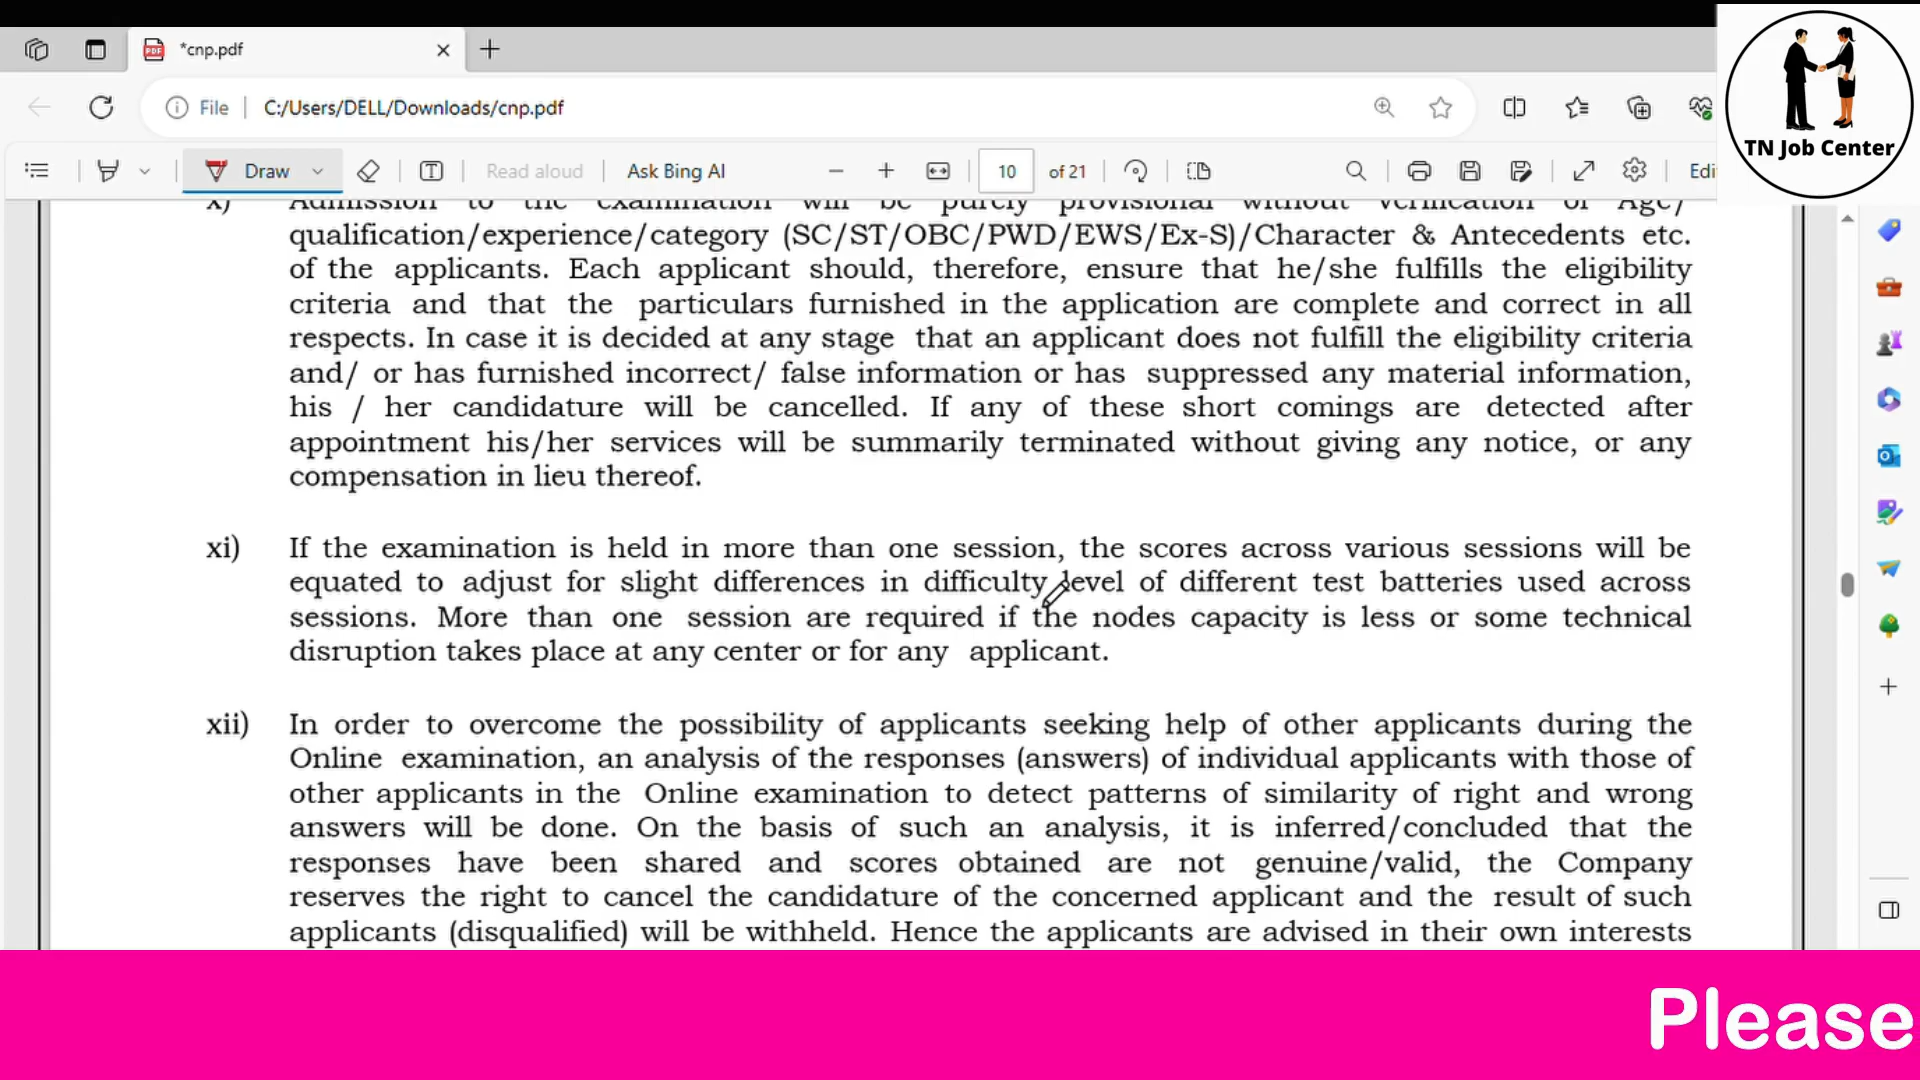 *cnp.pdf
File
C:/Users/DELL/Downloads/cnp.pdf
TN Job Center
Draw
Read aloud
Ask Bing AI
10
of 21
x) Admission to the examination will be purely provisional without verification of Age/
qualification/experience/category (SC/ST/OBC/PWD/EWS/Ex-S)/Character & Antecedents etc.
of the applicants. Each applicant should, therefore, ensure that he/she fulfills the eligibility
criteria and that the particulars furnished in the application are complete and correct in all
respects. In case it is decided at any stage that an applicant does not fulfill the eligibility criteria
and/ or has furnished incorrect/ false information or has suppressed any material information,
his / her candidature will be cancelled. If any of these short comings are detected after
appointment his/her services will be summarily terminated without giving any notice, or any
compensation in lieu thereof.
xi) If the examination is held in more than one session, the scores across various sessions will be
equated to adjust for slight differences in difficulty level of different test batteries used across
sessions. More than one session are required if the nodes capacity is less or some technical
disruption takes place at any center or for any applicant.
xii) In order to overcome the possibility of applicants seeking help of other applicants during the
Online examination, an analysis of the responses (answers) of individual applicants with those of
other applicants in the Online examination to detect patterns of similarity of right and wrong
answers will be done. On the basis of such an analysis, it is inferred/concluded that the
responses have been shared and scores obtained are not genuine/valid, the Company
reserves the right to cancel the candidature of the concerned applicant and the result of such
applicants (disqualified) will be withheld. Hence the applicants are advised in their own interests
Please